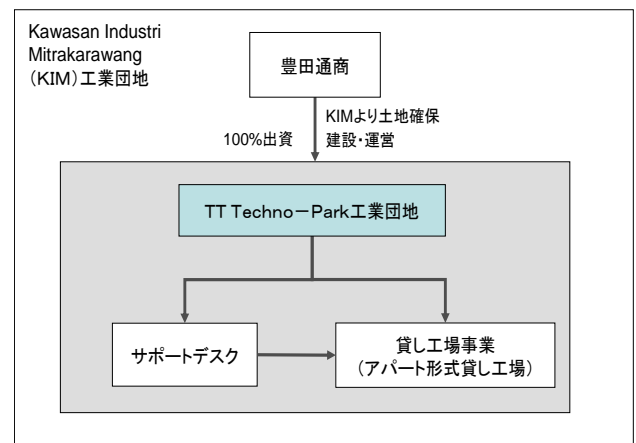 Kawasan Industri
Mitrakarawang
(KIM)工業団地
豊田通商
100%出資
KIMより土地確保
建設・運営
TT Techno－Park工業団地
サポートデスク
貸し工場事業
(アパート形式貸し工場)